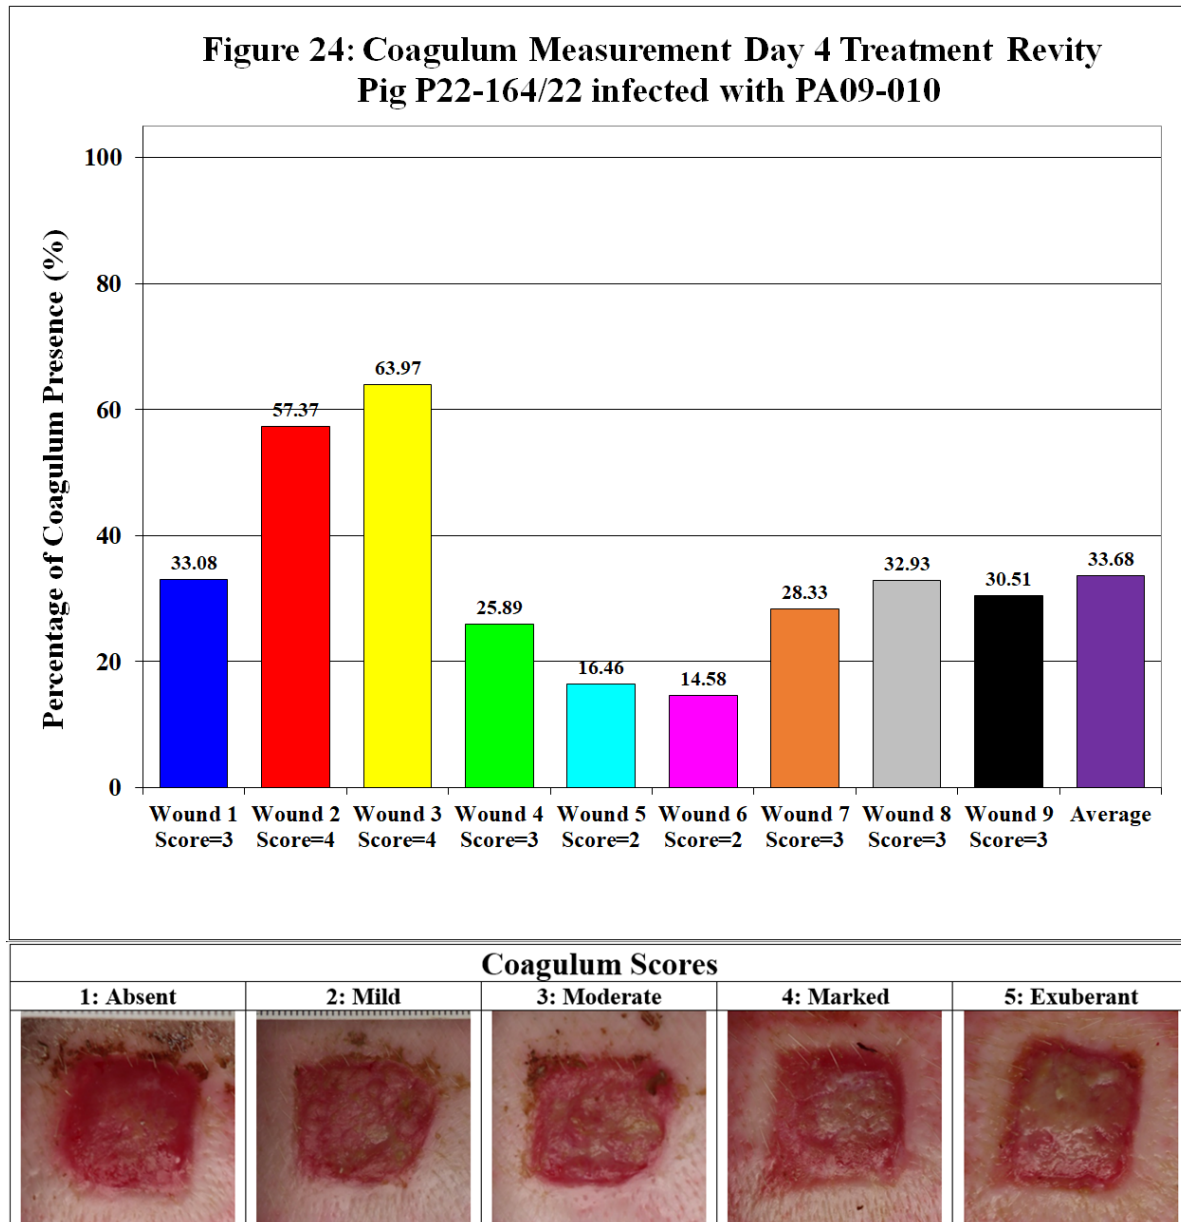 Figure 24: Coagulum Measurement Day 4 Treatment Revity
Pig P22-164/22 infected with PA09-010
Percentage of Coagulum Presence (%)
100
80
60
40
20
0
33.08
57.37
63.97
25.89
16.46
14.58
28.33
32.93
30.51
33.68
Wound 1 Wound 2 Wound 3 Wound 4 Wound 5 Wound 6 Wound 7 Wound 8 Wound 9 Average
Score=3 Score=4 Score=4 Score=3 Score=2 Score=2 Score=3 Score=3 Score=3
Coagulum Scores
1: Absent 2: Mild 3: Moderate 4: Marked 5: Exuberant